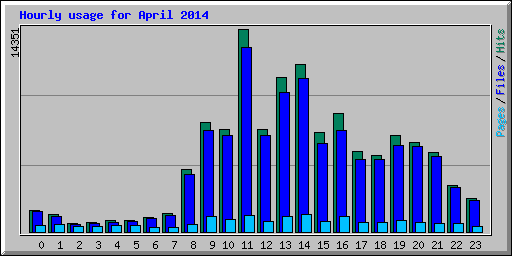 Hourly usage for April 2014
14351
Pages / Files / Hits
0 1 2 3 4 5 6 7 8 9 10 11 12 13 14 15 16 17 18 19 20 21 22 23